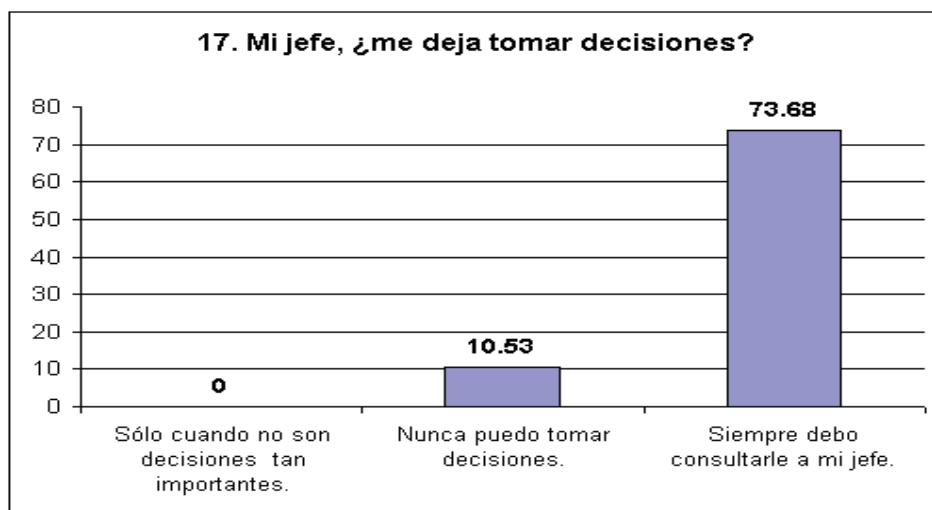 17. Mi jefe, ¿me deja tomar decisiones?
80
70
60
50
40
30
20
10
0
0
10.53
73.68
Sólo cuando no son
decisiones tan
importantes.
Nunca puedo tomar
decisiones.
Siempre debo
consultarle a mi jefe.